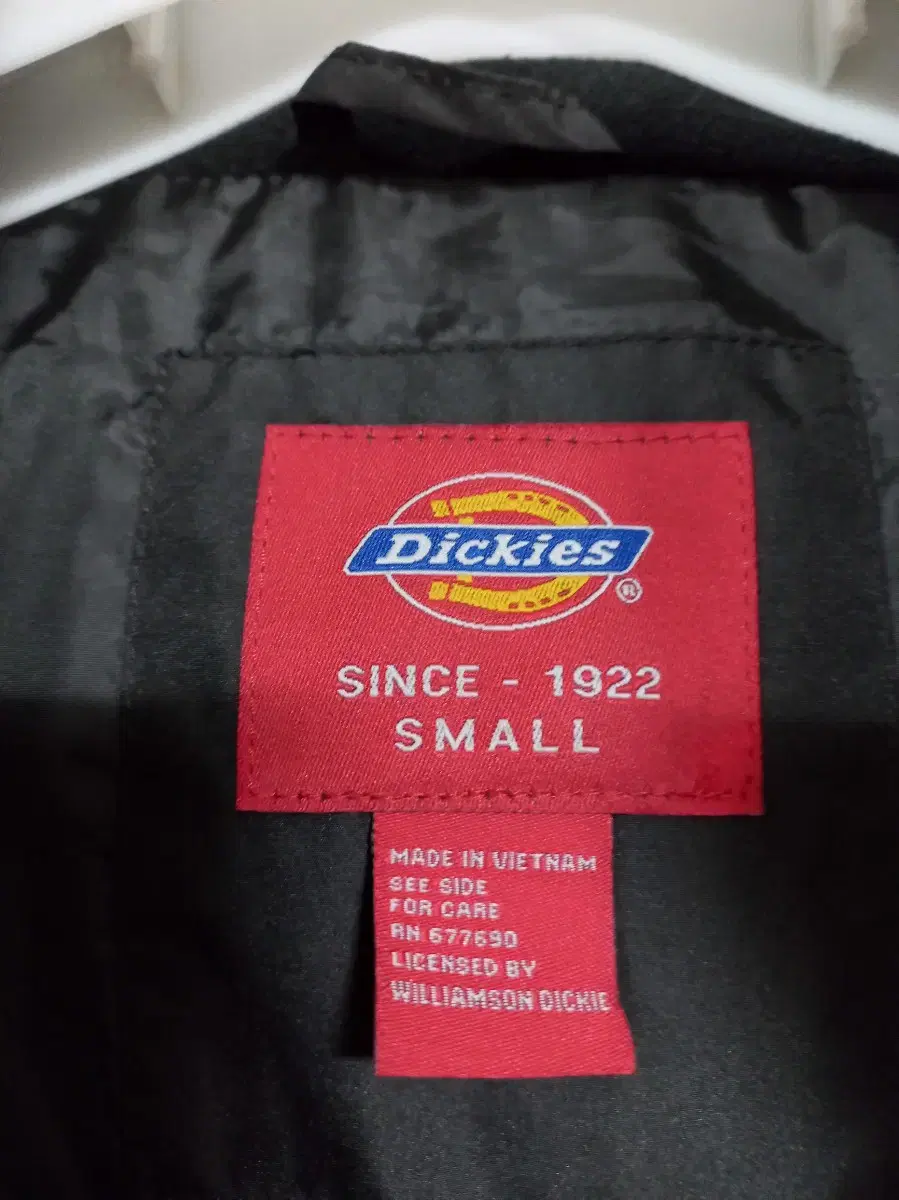 Dickies
®
SINCE - 1922
SMALL
MADE IN VIETNAM
SEE SIDE
FOR CARE
RN 677690
LICENSED BY
WILLIAMSON DICKIE